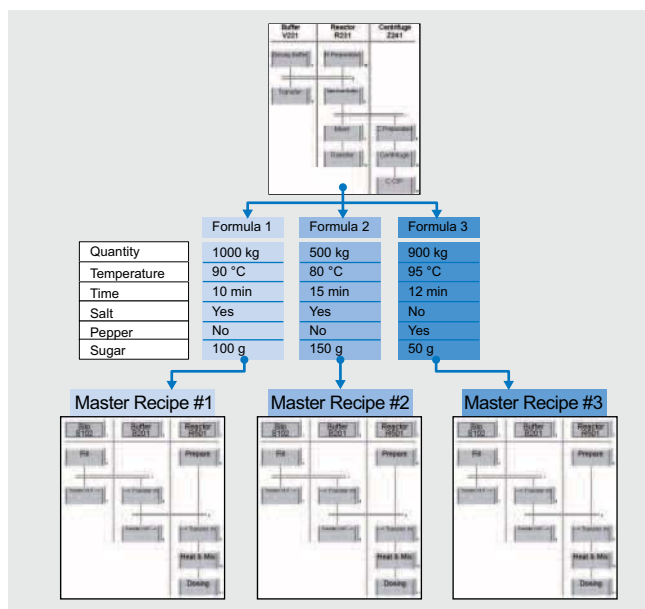 Buffer Reactor Centrifuge
V221 R231 Z241
Transfer
Mixer C Preparation
Transfer Centrifuge
C CIP
Formula 1 Formula 2 Formula 3
Quantity 1000 kg 500 kg 900 kg
Temperature 90 °C 80 °C 95 °C
Time 10 min 15 min 12 min
Salt Yes Yes No
Pepper No No Yes
Sugar 100 g 150 g 50 g
Master Recipe #1 Master Recipe #2 Master Recipe #3
Buffer Reactor Buffer Reactor Buffer Reactor
B201 R501 B201 R501 B201 R501
Fill Prepare Fill Prepare Fill Prepare
Heat & Mix Heat & Mix Heat & Mix
Dosing Dosing Dosing